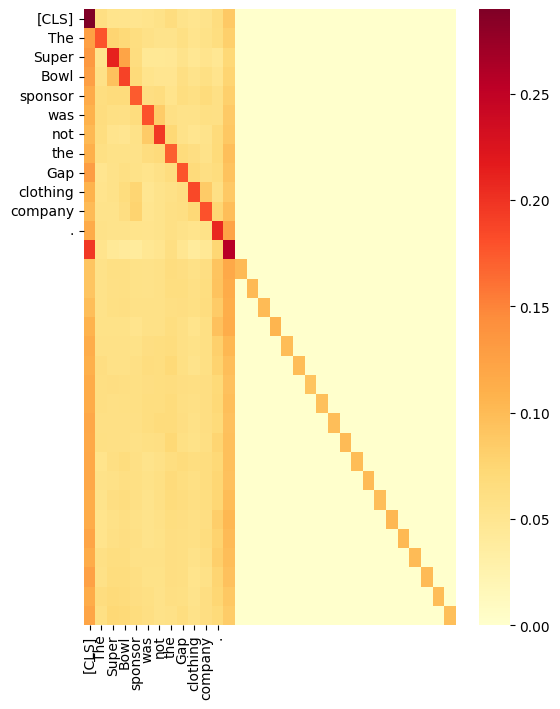 [CLS]
The
Super
Bowl
sponsor
was
not
the
Gap
clothing
company
.
0.25
0.20
0.15
0.10
0.05
0.00
[CLS]
The
Super
Bowl
sponsor
was
not
the
Gap
clothing
company
.